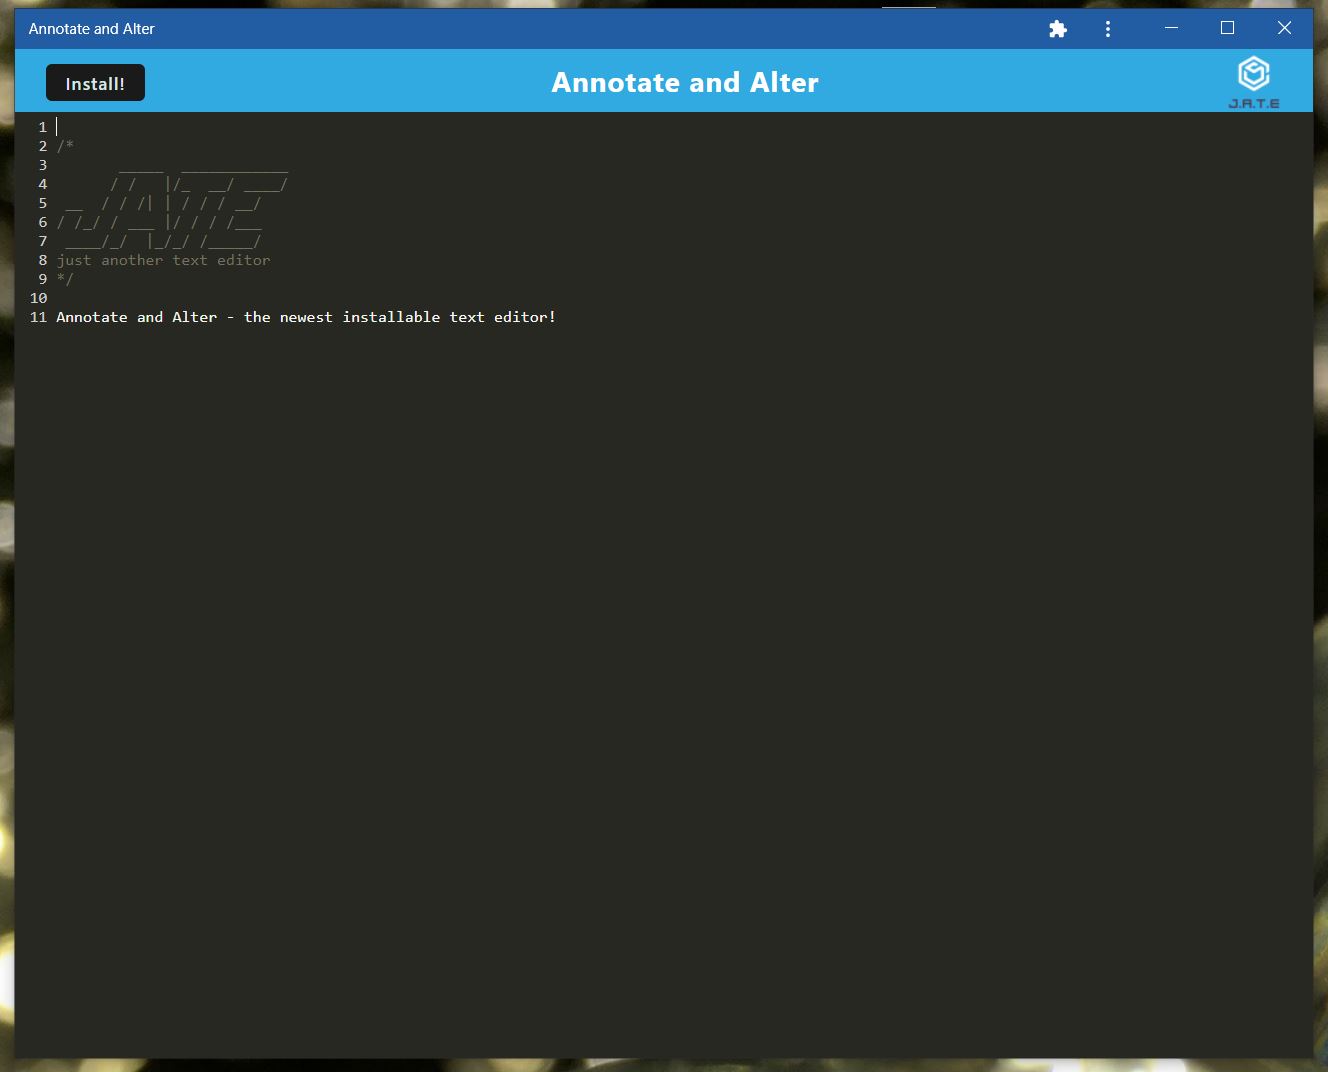 Annotate and Alter
Install!
Annotate and Alter
J.A.T.E
1
2 /*
3        _____  ____________
4       / /   |/_  __/ ____/
5  __  / / /| | / / / __/
6 / /_/ / ___ |/ / / /___
7  ____/_/  |_/_/ /_____/
8 just another text editor
9 */
10
11 Annotate and Alter - the newest installable text editor!